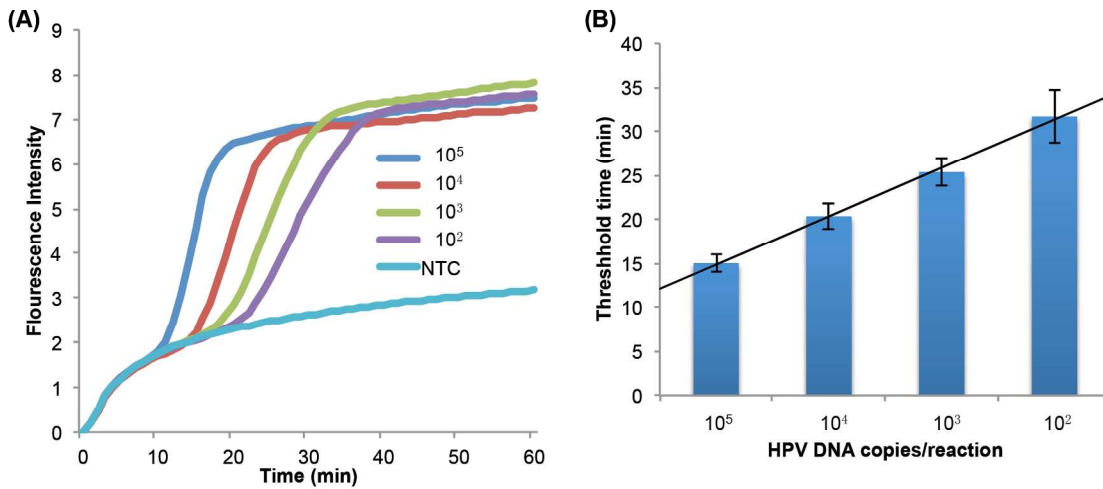 (A)
9
8
7
6
5
4
3
2
1
0
Flourescence Intensity
10⁵
10⁴
10³
10²
NTC
0 10 20 30 40 50 60
Time (min)
(B)
40
35
30
25
20
15
10
5
0
Threshhold time (min)
10⁵ 10⁴ 10³ 10²
HPV DNA copies/reaction